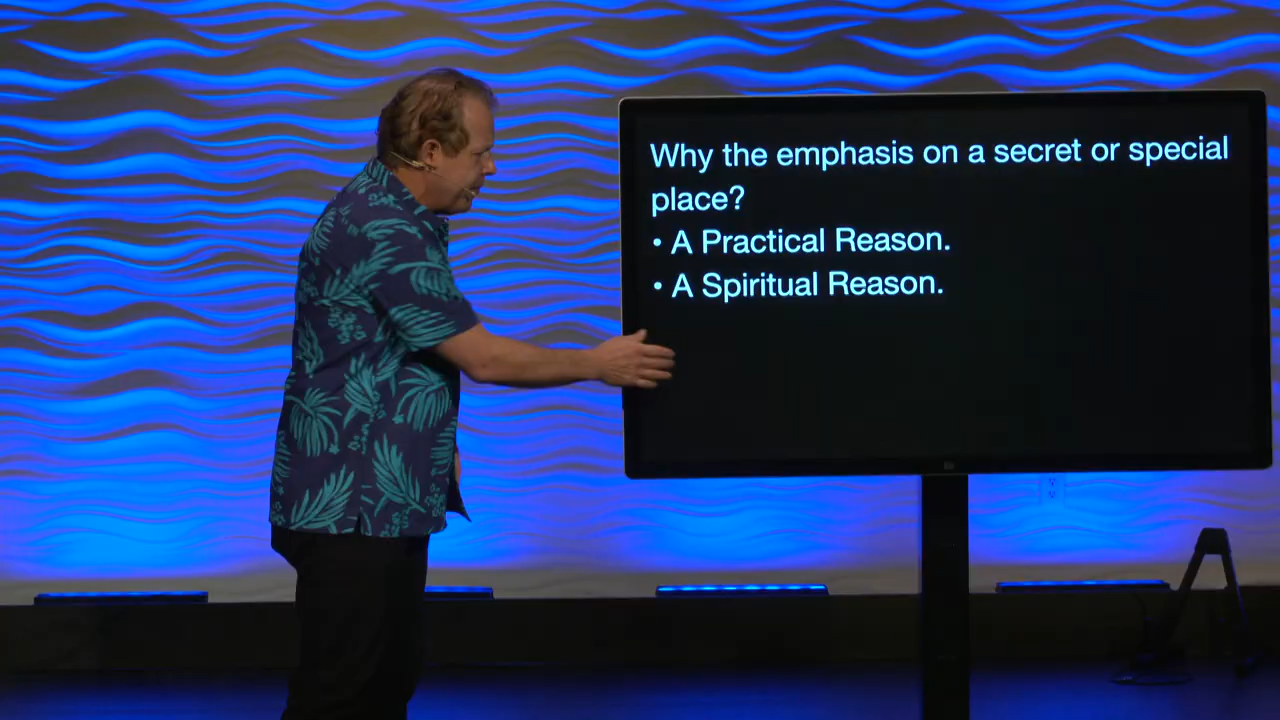 Why the emphasis on a secret or special
place?
• A Practical Reason.
• A Spiritual Reason.